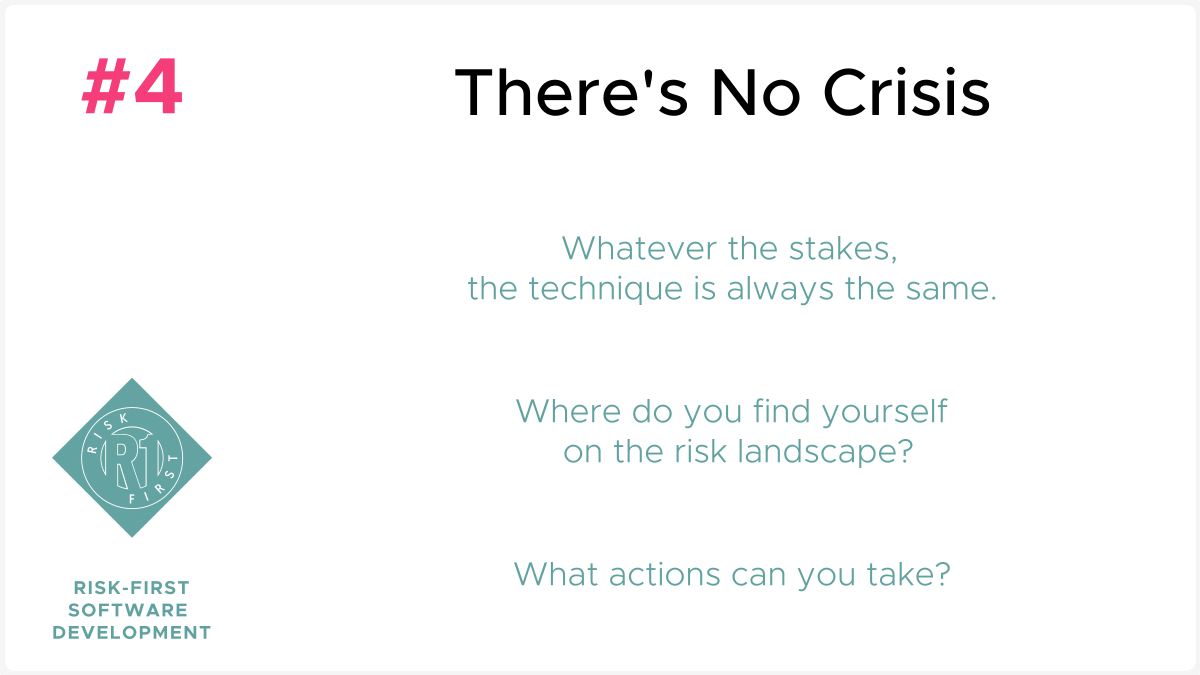 #4
There's No Crisis
Whatever the stakes,
the technique is always the same.
Where do you find yourself
on the risk landscape?
What actions can you take?
RISK
R1
FIRST
RISK-FIRST
SOFTWARE
DEVELOPMENT